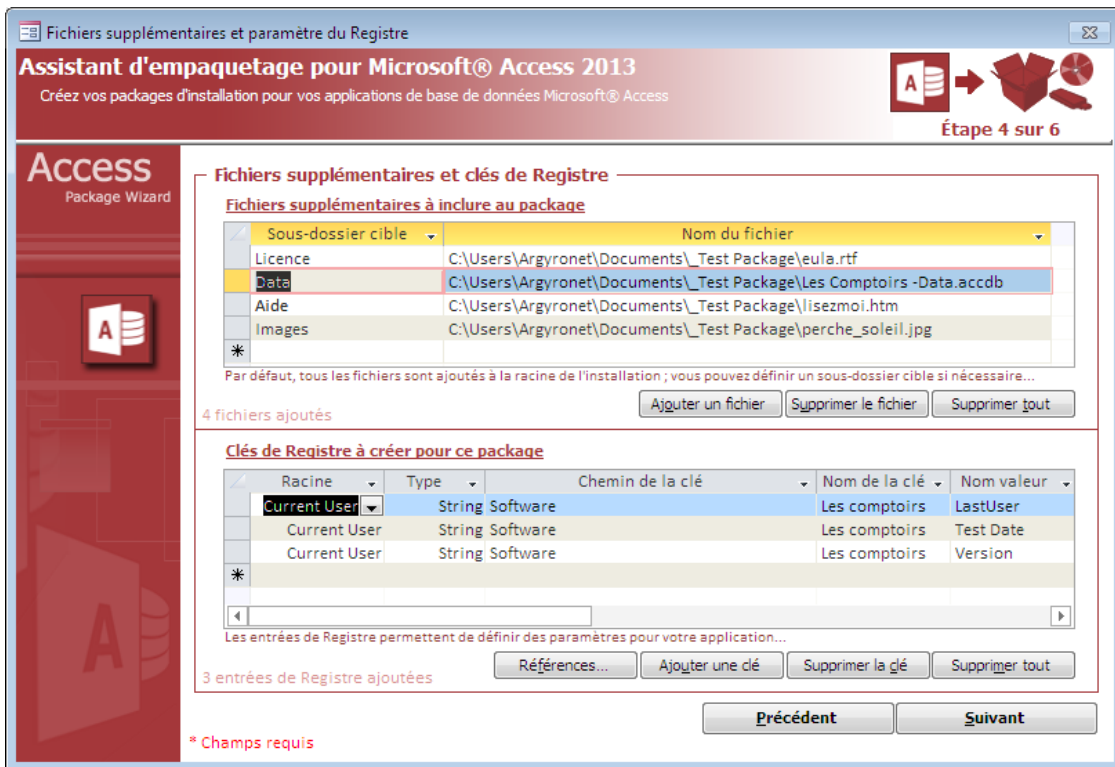 Fichiers supplémentaires et paramètre du Registre
Assistant d'empaquetage pour Microsoft® Access 2013
Créez vos packages d'installation pour vos applications de base de données Microsoft® Access
Étape 4 sur 6
Access
Package Wizard
Fichiers supplémentaires et clés de Registre
Fichiers supplémentaires à inclure au package
Sous-dossier cible Nom du fichier
Licence C:\Users\Argyronet\Documents\_Test Package\eula.rtf
Data C:\Users\Argyronet\Documents\_Test Package\Les Comptoirs -Data.accdb
Aide C:\Users\Argyronet\Documents\_Test Package\lisezmoi.htm
Images C:\Users\Argyronet\Documents\_Test Package\perche_soleil.jpg
*
Par défaut, tous les fichiers sont ajoutés à la racine de l'installation ; vous pouvez définir un sous-dossier cible si nécessaire...
4 fichiers ajoutés Ajouter un fichier Supprimer le fichier Supprimer tout
Clés de Registre à créer pour ce package
Racine Type Chemin de la clé Nom de la clé Nom valeur
Current User String Software Les comptoirs LastUser
Current User String Software Les comptoirs Test Date
Current User String Software Les comptoirs Version
*
Les entrées de Registre permettent de définir des paramètres pour votre application...
3 entrées de Registre ajoutées Références... Ajouter une clé Supprimer la clé Supprimer tout
Précédent Suivant
* Champs requis